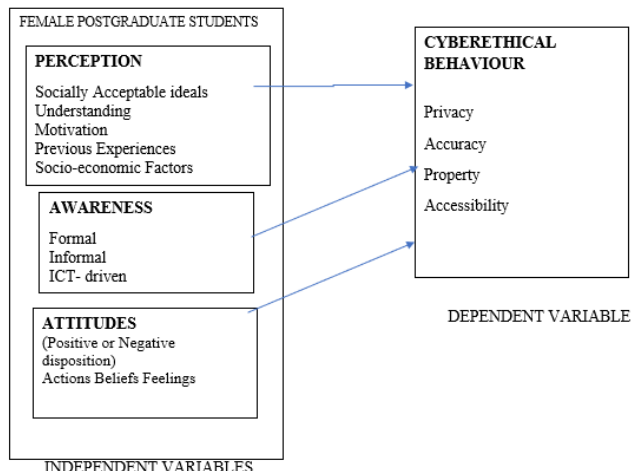 FEMALE POSTGRADUATE STUDENTS
PERCEPTION
Socially Acceptable ideals
Understanding
Motivation
Previous Experiences
Socio-economic Factors
AWARENESS
Formal
Informal
ICT- driven
ATTITUDES
(Positive or Negative
disposition)
Actions Beliefs Feelings
INDEPENDENT VARIABLES
CYBERETHICAL
BEHAVIOUR
Privacy
Accuracy
Property
Accessibility
DEPENDENT VARIABLE